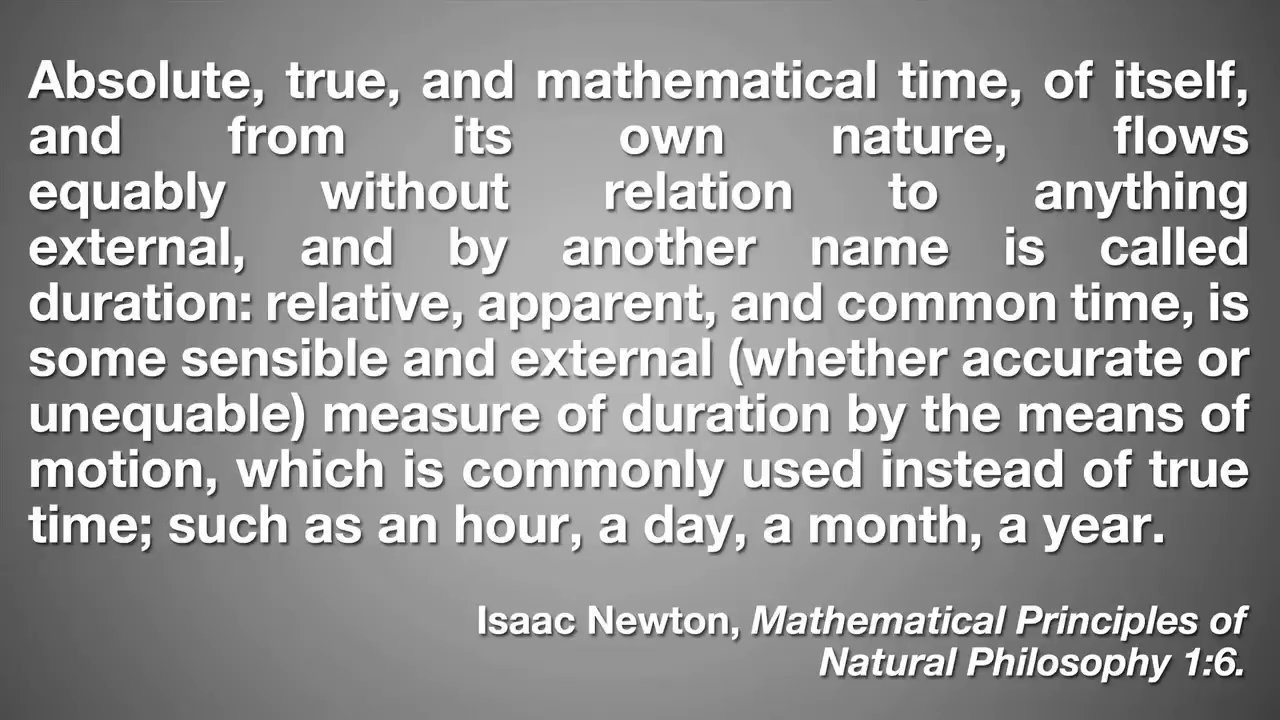 Absolute, true, and mathematical time, of itself,
and from its own nature, flows
equably without relation to anything
external, and by another name is called
duration: relative, apparent, and common time, is
some sensible and external (whether accurate or
unequable) measure of duration by the means of
motion, which is commonly used instead of true
time; such as an hour, a day, a month, a year.
Isaac Newton, Mathematical Principles of
Natural Philosophy 1:6.